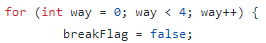 for (int way = 0; way < 4; way++) {
breakFlag = false;